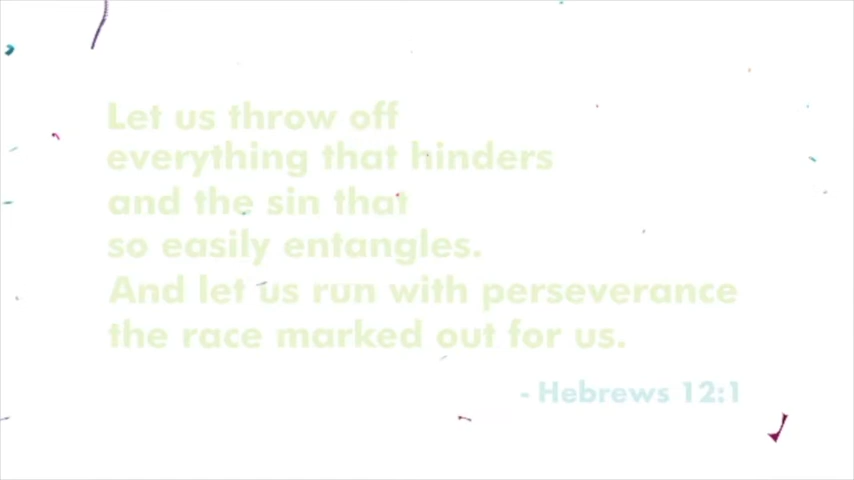 Let us throw off
everything that hinders
and the sin that
so easily entangles.
And let us run with perseverance
the race marked out for us.
- Hebrews 12:1